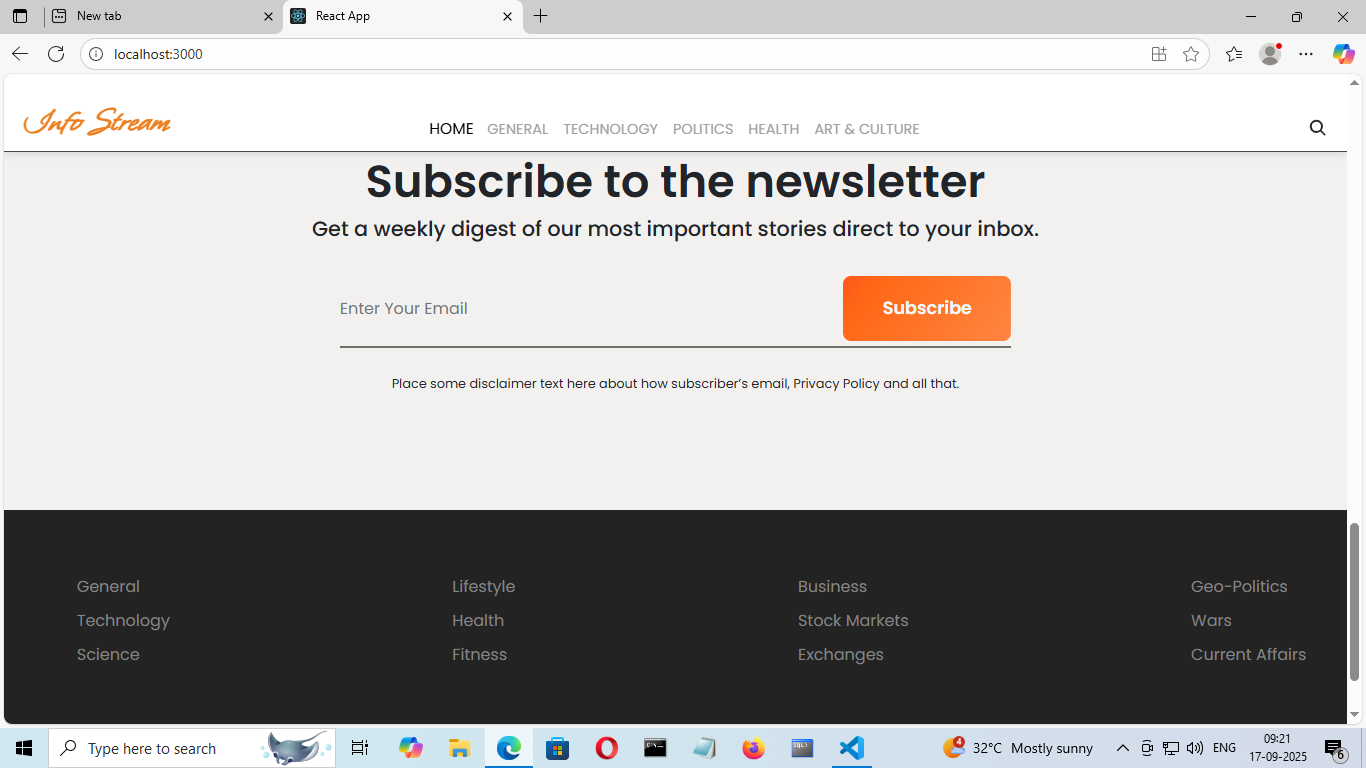 New tab
React App
localhost:3000
Info Stream
HOME GENERAL TECHNOLOGY POLITICS HEALTH ART & CULTURE
Subscribe to the newsletter
Get a weekly digest of our most important stories direct to your inbox.
Enter Your Email
Subscribe
Place some disclaimer text here about how subscriber’s email, Privacy Policy and all that.
General Lifestyle Business Geo-Politics
Technology Health Stock Markets Wars
Science Fitness Exchanges Current Affairs
Type here to search
4
32°C Mostly sunny
ENG
09:21
17-09-2025
6